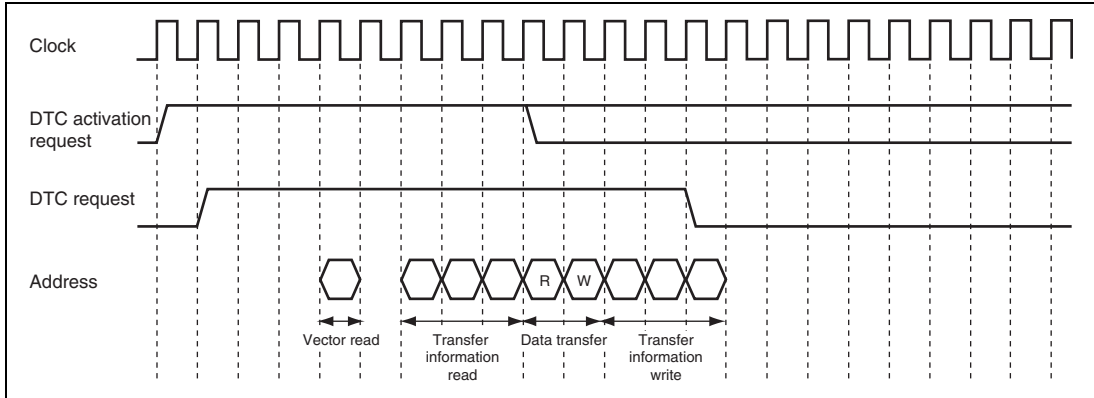 Clock
DTC activation
request
DTC request
Address
R
W
Vector read
Transfer
information
read
Data transfer
Transfer
information
write